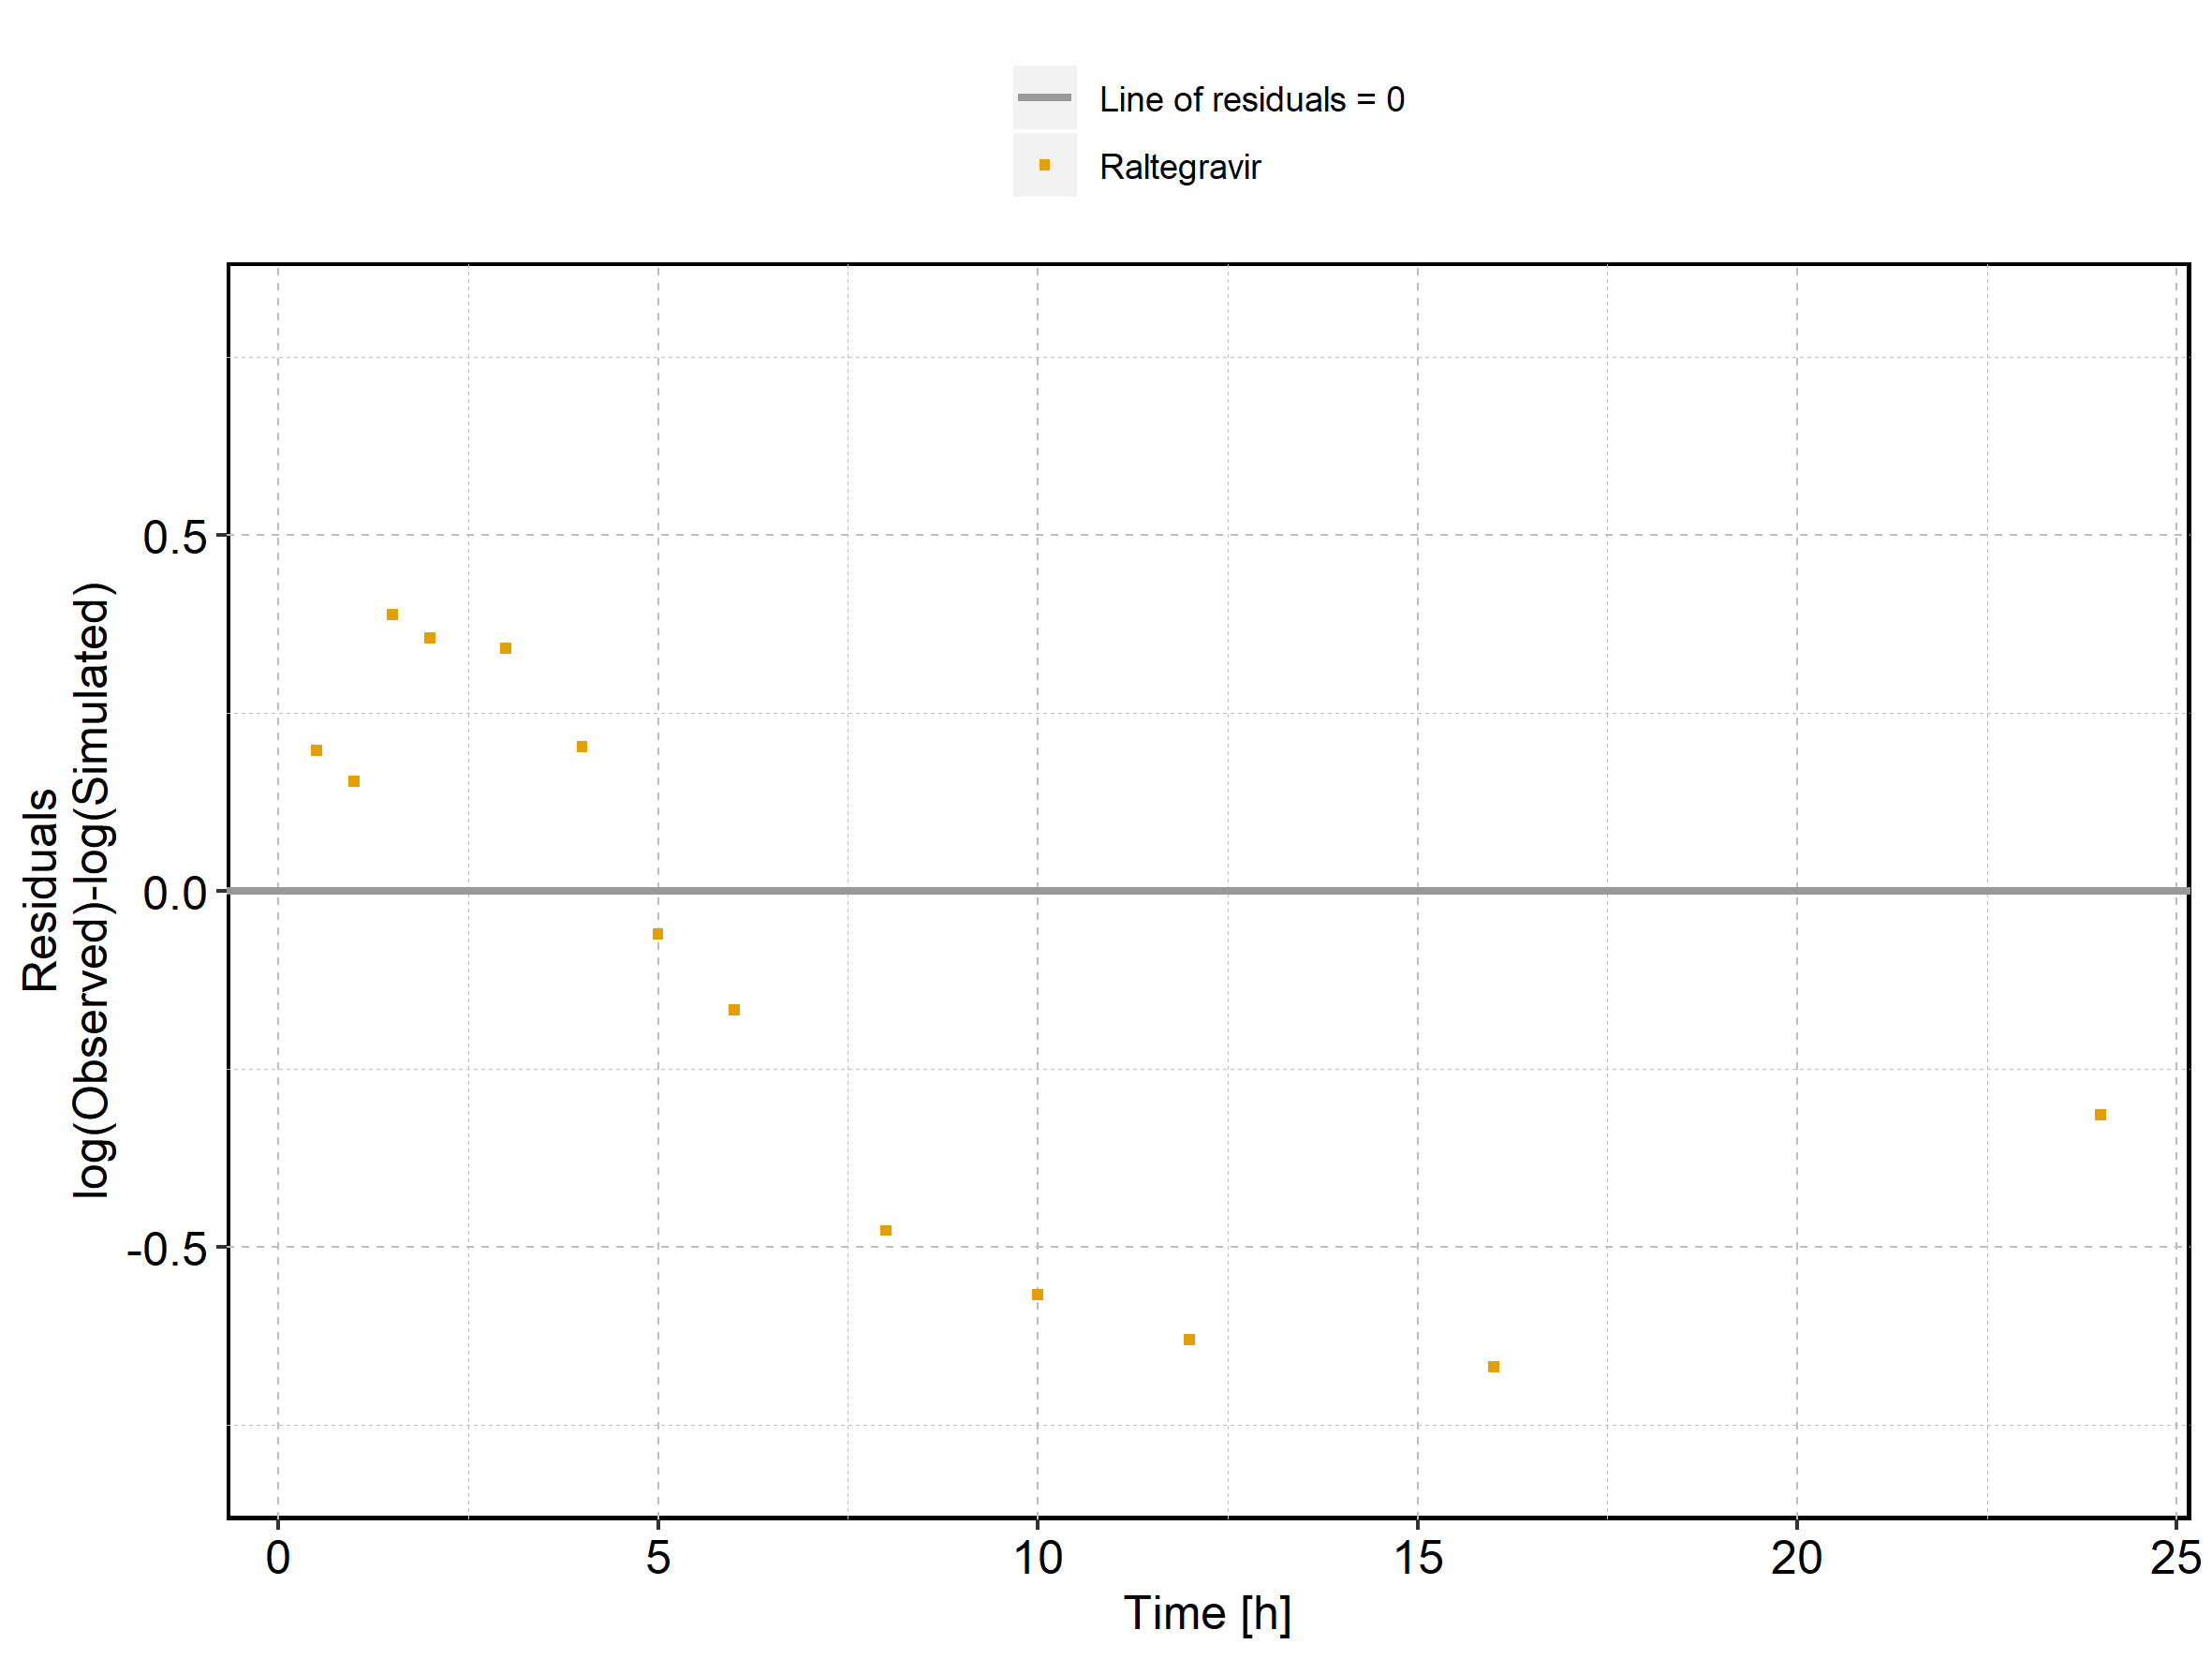 Line of residuals = 0
Raltegravir
Residuals
log(Observed)-log(Simulated)
0.5
0.0
-0.5
0 5 10 15 20 25
Time [h]